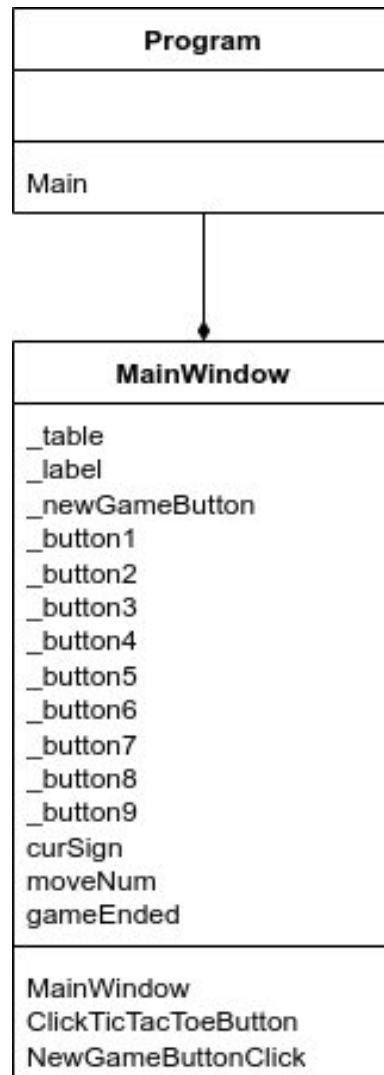 Program
Main
MainWindow
_table
_label
_newGameButton
_button1
_button2
_button3
_button4
_button5
_button6
_button7
_button8
_button9
curSign
moveNum
gameEnded
MainWindow
ClickTicTacToeButton
NewGameButtonClick